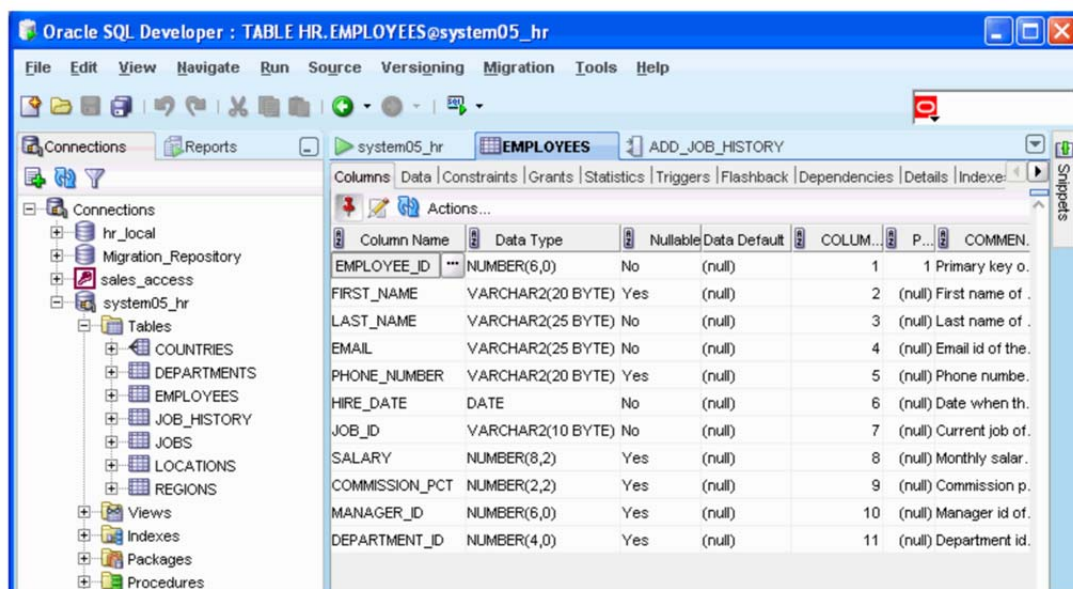 Oracle SQL Developer : TABLE HR.EMPLOYEES@system05_hr
File Edit View Navigate Run Source Versioning Migration Tools Help
Connections Reports
system05_hr EMPLOYEES ADD_JOB_HISTORY
Snippets
Columns Data Constraints Grants Statistics Triggers Flashback Dependencies Details Indexe
Actions...
Connections
hr_local
Migration_Repository
sales_access
system05_hr
Tables
COUNTRIES
DEPARTMENTS
EMPLOYEES
JOB_HISTORY
JOBS
LOCATIONS
REGIONS
Views
Indexes
Packages
Procedures
Column Name Data Type Nullable Data Default COLUM... P... COMMEN.
EMPLOYEE_ID ... NUMBER(6,0) No (null) 1 1 Primary key o.
FIRST_NAME VARCHAR2(20 BYTE) Yes (null) 2 (null) First name of .
LAST_NAME VARCHAR2(25 BYTE) No (null) 3 (null) Last name of .
EMAIL VARCHAR2(25 BYTE) No (null) 4 (null) Email id of the.
PHONE_NUMBER VARCHAR2(20 BYTE) Yes (null) 5 (null) Phone numbe.
HIRE_DATE DATE No (null) 6 (null) Date when th.
JOB_ID VARCHAR2(10 BYTE) No (null) 7 (null) Current job of.
SALARY NUMBER(8,2) Yes (null) 8 (null) Monthly salar.
COMMISSION_PCT NUMBER(2,2) Yes (null) 9 (null) Commission p.
MANAGER_ID NUMBER(6,0) Yes (null) 10 (null) Manager id of.
DEPARTMENT_ID NUMBER(4,0) Yes (null) 11 (null) Department id.